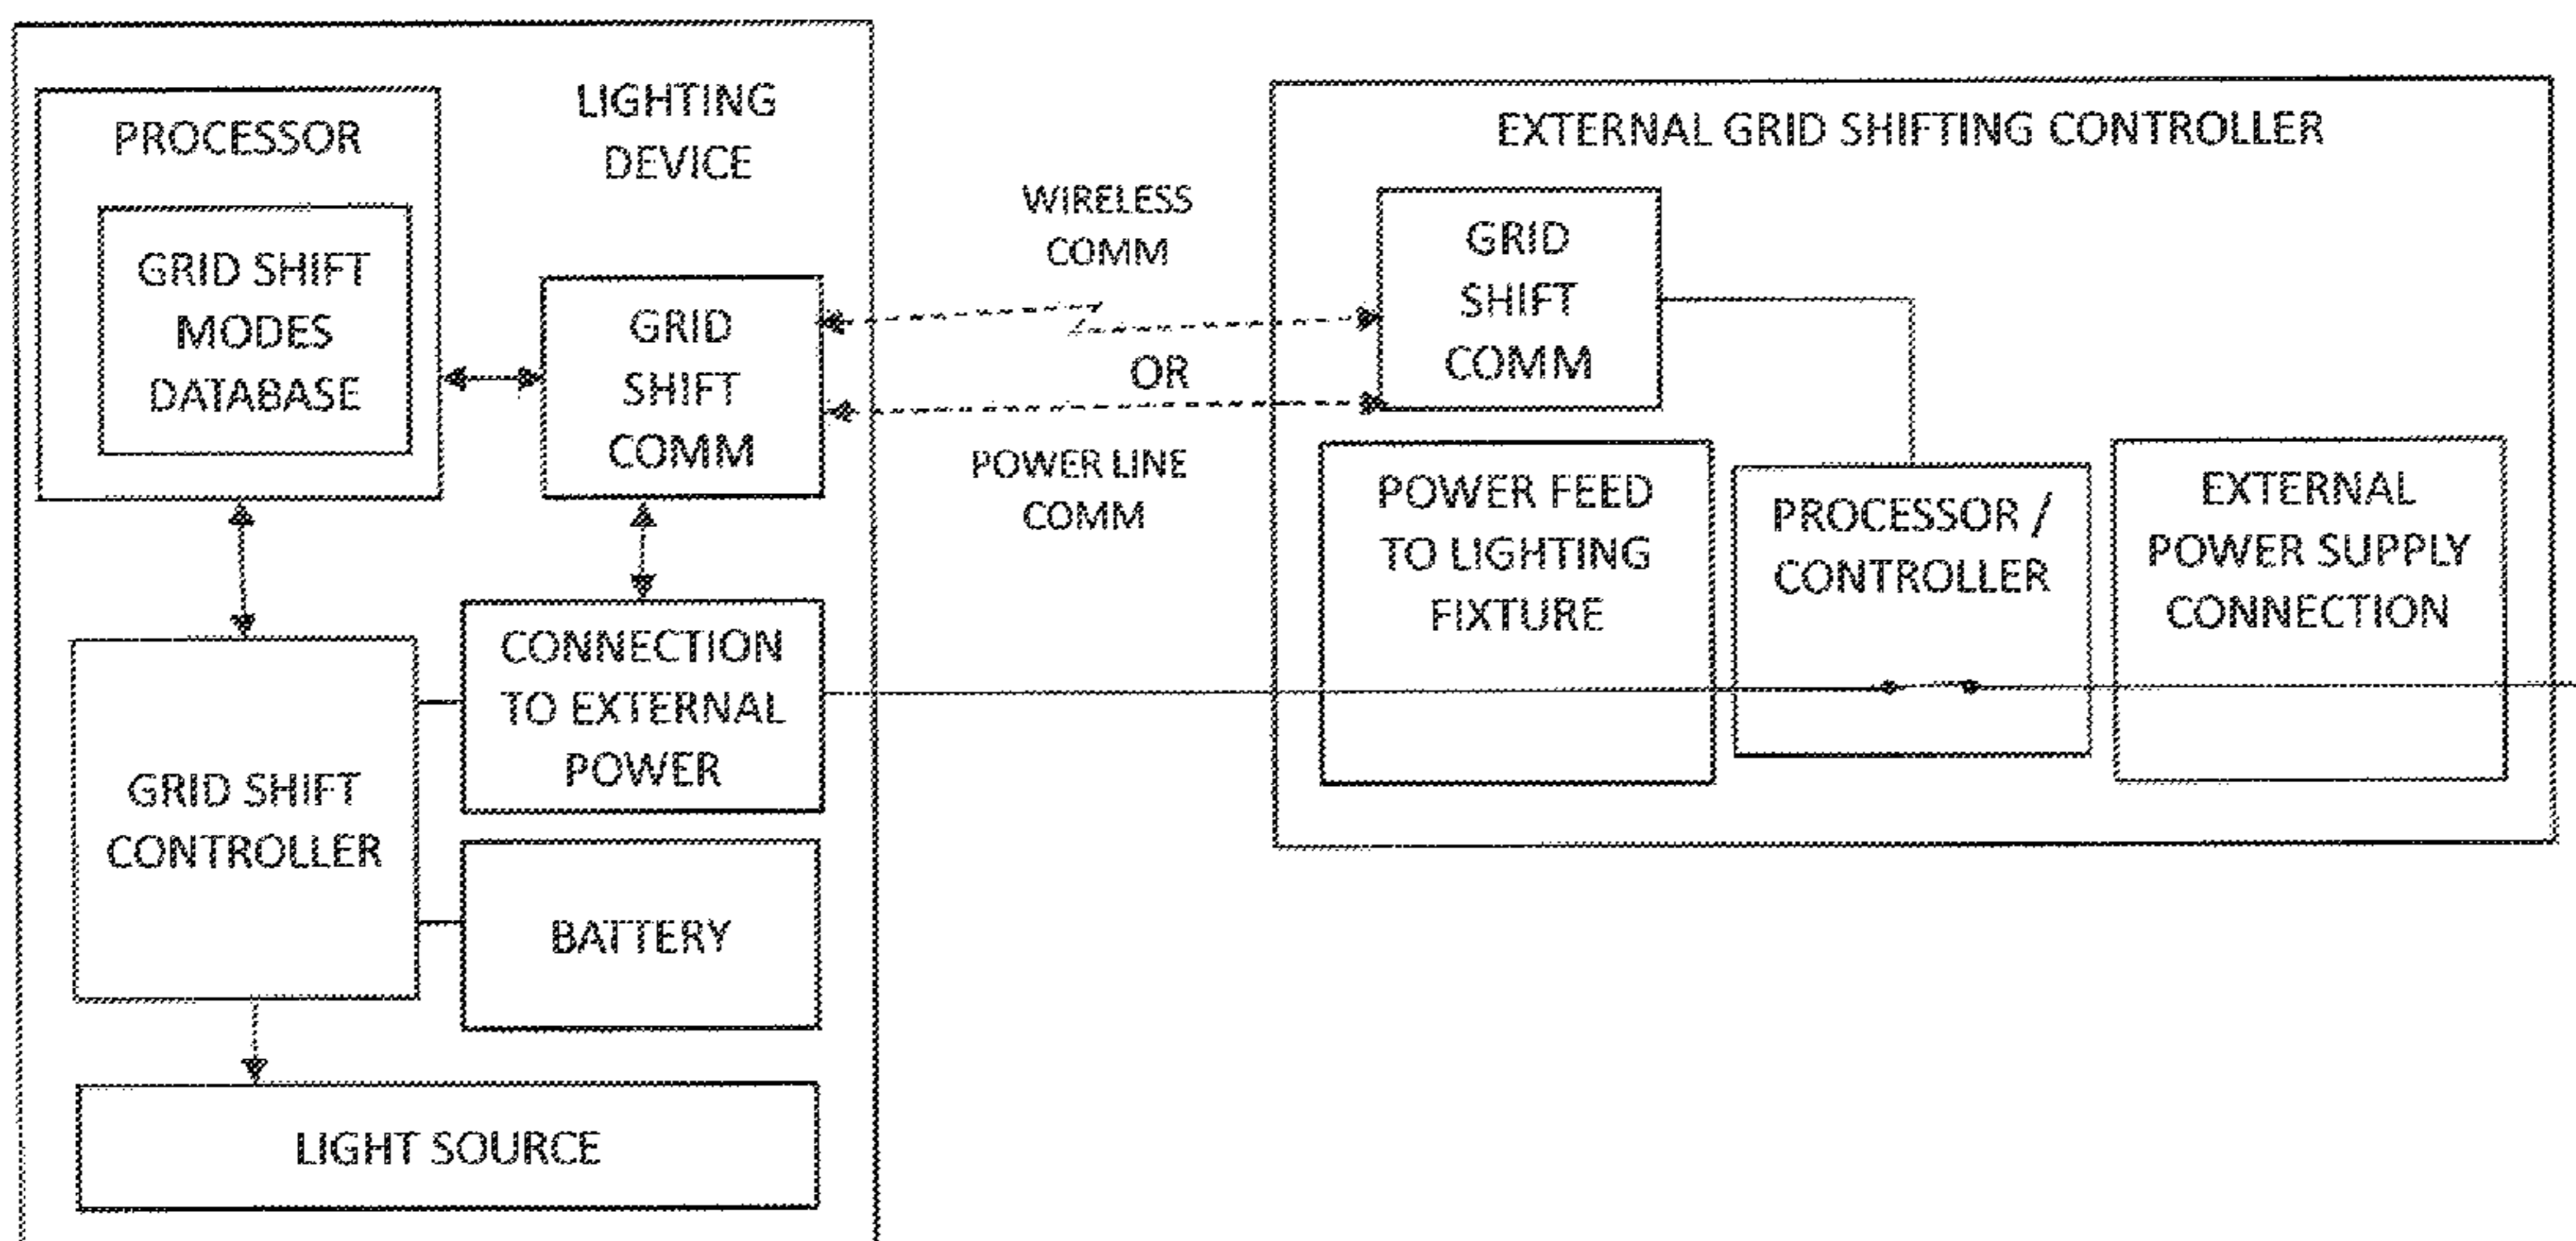 LIGHTING
DEVICE
PROCESSOR
GRID SHIFT
MODES
DATABASE
GRID
SHIFT
COMM
CONNECTION
TO EXTERNAL
POWER
GRID SHIFT
CONTROLLER
BATTERY
LIGHT SOURCE
WIRELESS
COMM
OR
POWER LINE
COMM
EXTERNAL GRID SHIFTING CONTROLLER
GRID
SHIFT
COMM
POWER FEED
TO LIGHTING
FIXTURE
PROCESSOR /
CONTROLLER
EXTERNAL
POWER SUPPLY
CONNECTION